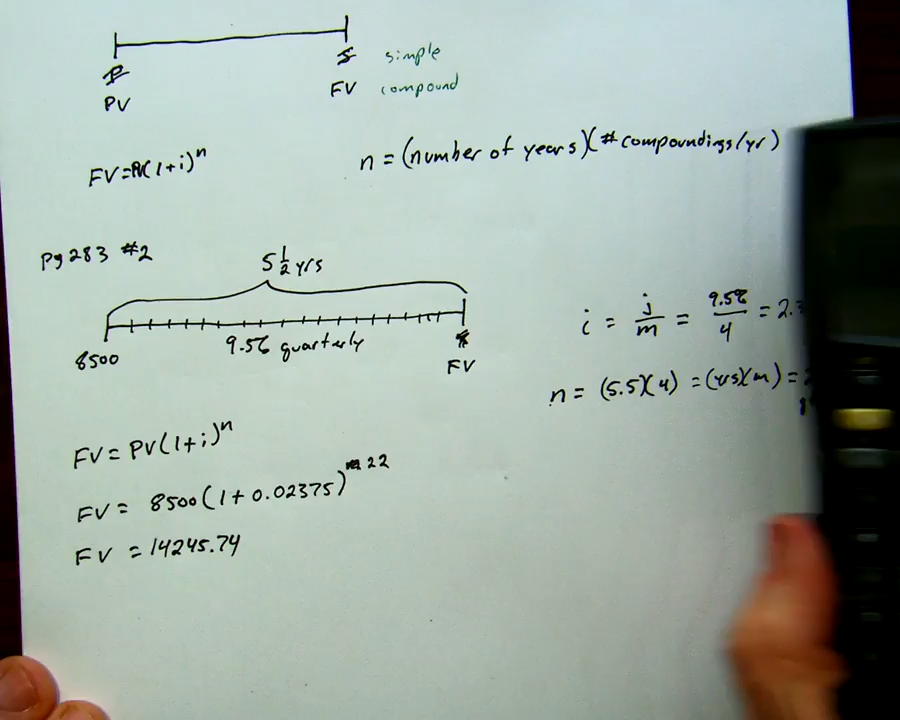 P S simple
PV FV compound
FV=PV(1+i)^n n = (number of years)(# compoundings/yr)
Pg 283 #2
5 1/2 yrs
8500 9.5% quarterly FV
i = j/m = 9.5%/4 = 2.3
n = (5.5)(4) = (yrs)(m) =
FV = PV(1+i)^n
FV = 8500(1+0.02375)^22
FV = 14245.74